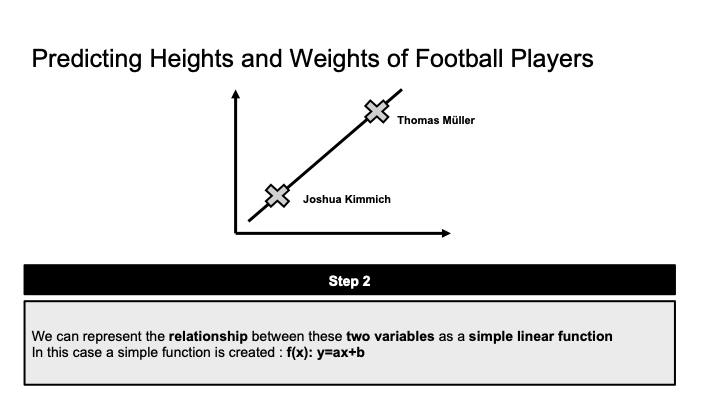 Predicting Heights and Weights of Football Players
Thomas Müller
Joshua Kimmich
Step 2
We can represent the relationship between these two variables as a simple linear function
In this case a simple function is created : f(x): y=ax+b